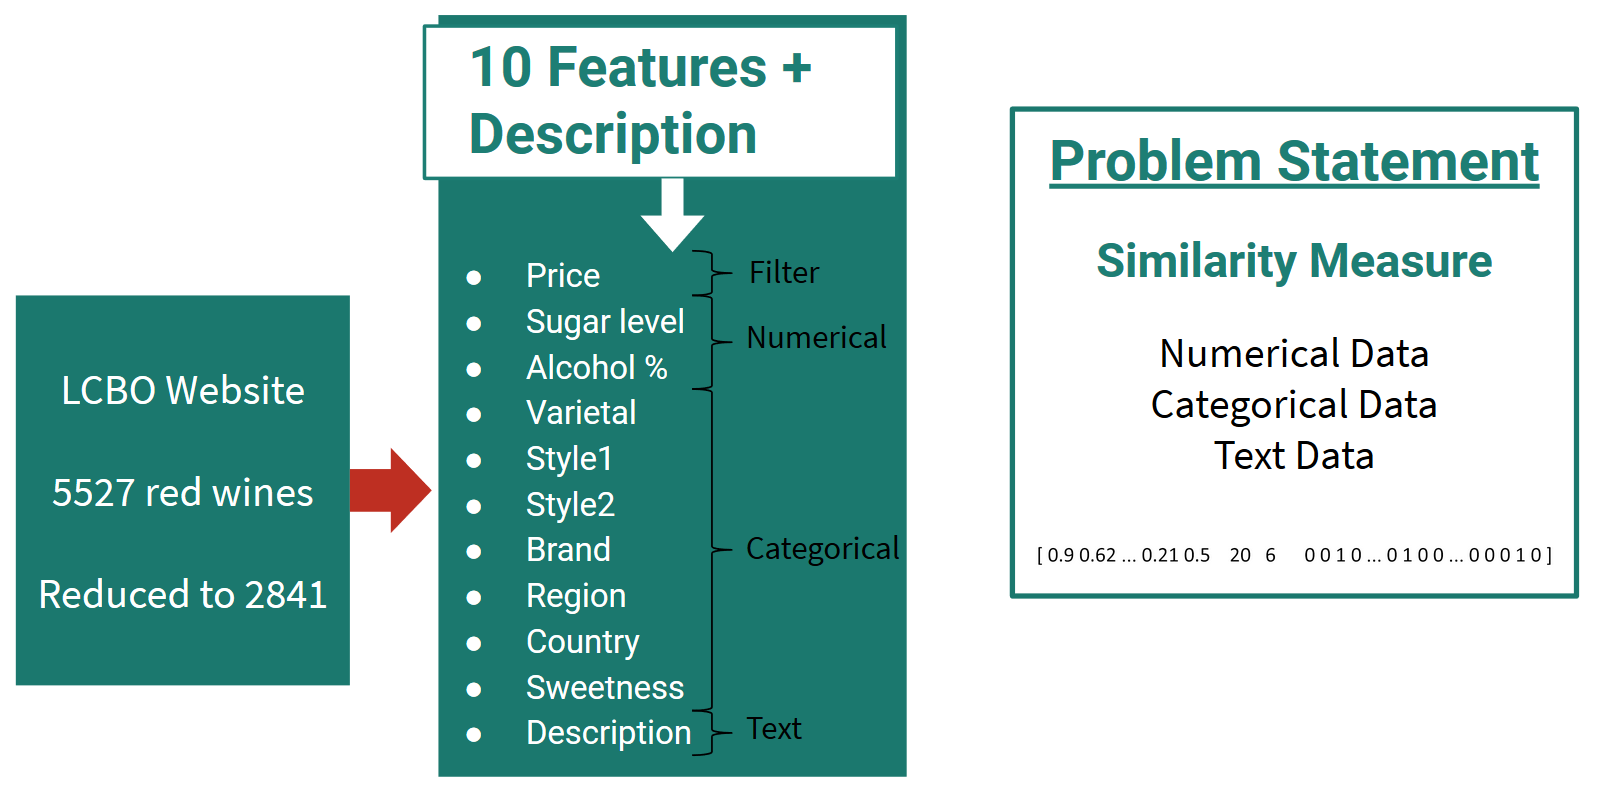 LCBO Website
5527 red wines
Reduced to 2841
10 Features +
Description
● Price
● Sugar level
● Alcohol %
● Varietal
● Style1
● Style2
● Brand
● Region
● Country
● Sweetness
● Description
Filter
Numerical
Categorical
Text
Problem Statement
Similarity Measure
Numerical Data
Categorical Data
Text Data
[ 0.9 0.62 ... 0.21 0.5 20 6 0 0 1 0 ... 0 1 0 0 ... 0 0 0 1 0 ]